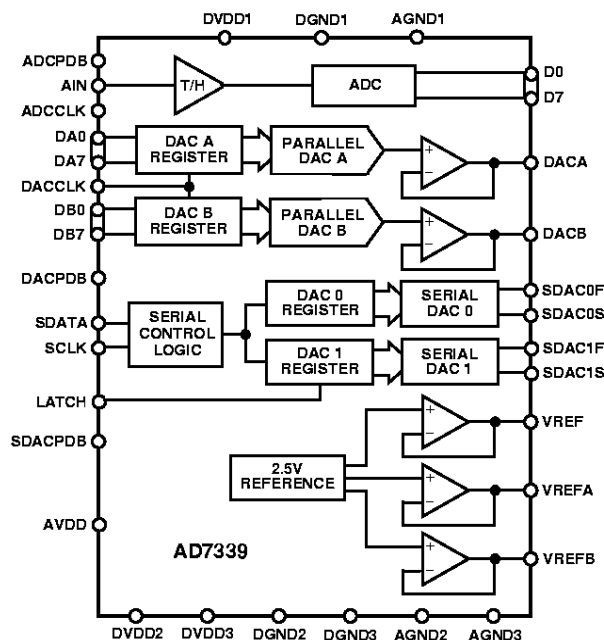 DVDD1 DGND1 AGND1
ADCPDB
AIN T/H ADC D0
D7
ADCCLK
DA0
DA7
DAC A
REGISTER
PARALLEL
DAC A
+
−
DACA
DACCLK
DB0
DB7
DAC B
REGISTER
PARALLEL
DAC B
+
−
DACB
DACPDB
SDATA
SCLK
SERIAL
CONTROL
LOGIC
DAC 0
REGISTER
SERIAL
DAC 0
SDAC0F
SDAC0S
DAC 1
REGISTER
SERIAL
DAC 1
SDAC1F
SDAC1S
LATCH
SDACPDB
2.5V
REFERENCE
+
−
VREF
+
−
VREFA
+
−
VREFB
AVDD
AD7339
DVDD2 DVDD3 DGND2 DGND3 AGND2 AGND3